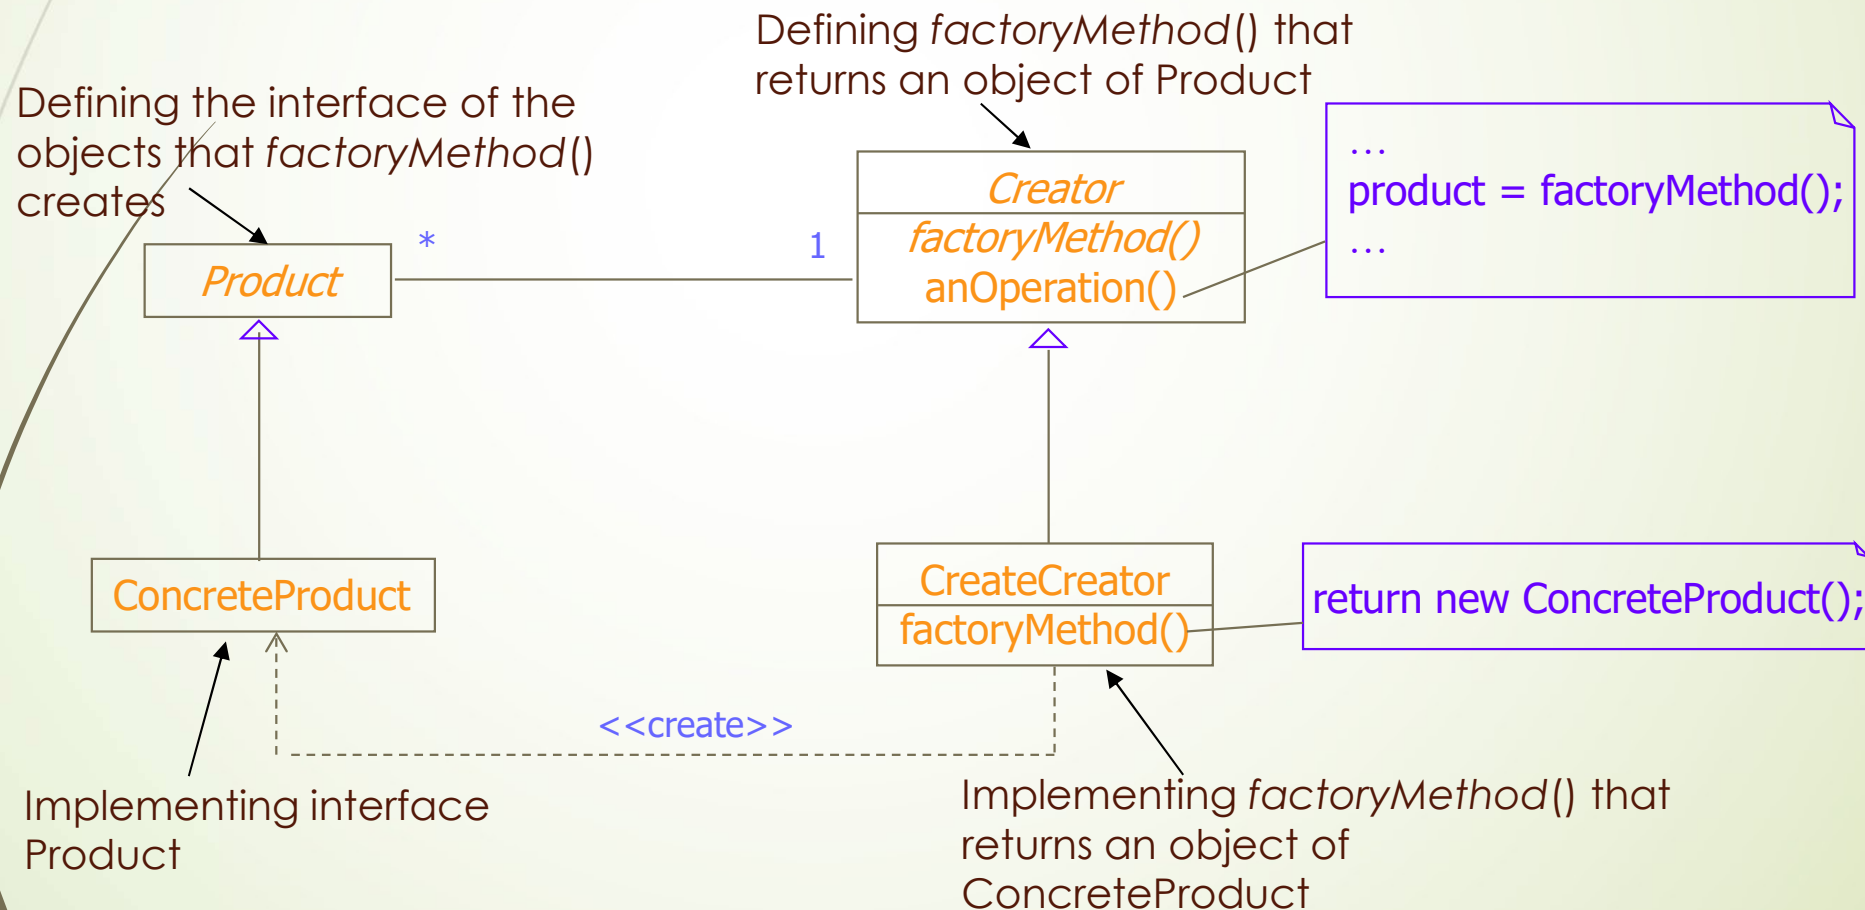 Defining factoryMethod() that
returns an object of Product
Defining the interface of the
objects that factoryMethod()
creates
…
product = factoryMethod();
…
Creator
factoryMethod()
anOperation()
*
1
Product
ConcreteProduct
CreateCreator
factoryMethod()
return new ConcreteProduct();
<<create>>
Implementing interface
Product
Implementing factoryMethod() that
returns an object of
ConcreteProduct